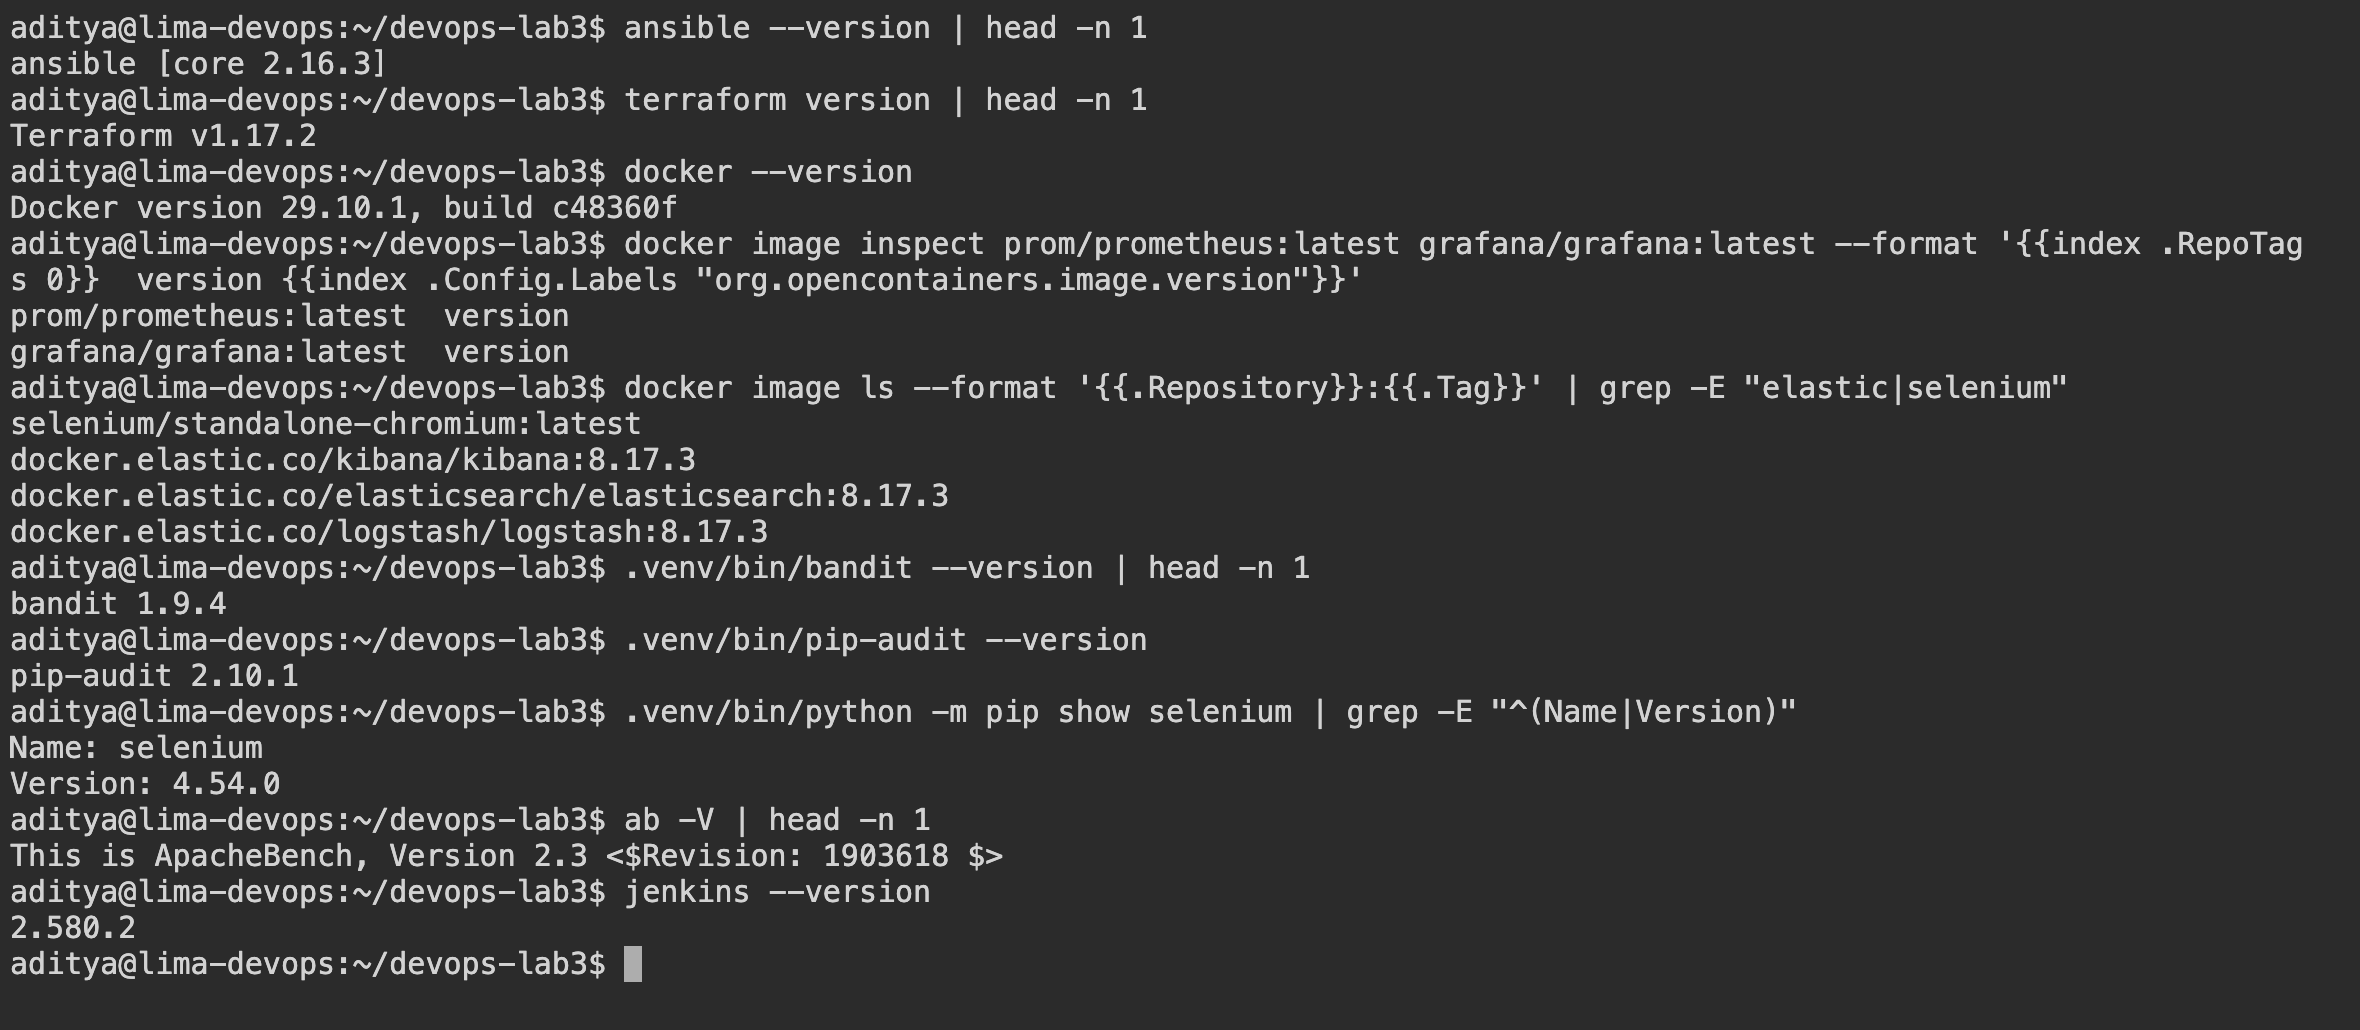 aditya@lima-devops:~/devops-lab3$ ansible --version | head -n 1
ansible [core 2.16.3]
aditya@lima-devops:~/devops-lab3$ terraform version | head -n 1
Terraform v1.17.2
aditya@lima-devops:~/devops-lab3$ docker --version
Docker version 29.10.1, build c48360f
aditya@lima-devops:~/devops-lab3$ docker image inspect prom/prometheus:latest grafana/grafana:latest --format '{{index .RepoTag
s 0}}  version {{index .Config.Labels "org.opencontainers.image.version"}}'
prom/prometheus:latest  version
grafana/grafana:latest  version
aditya@lima-devops:~/devops-lab3$ docker image ls --format '{{.Repository}}:{{.Tag}}' | grep -E "elastic|selenium"
selenium/standalone-chromium:latest
docker.elastic.co/kibana/kibana:8.17.3
docker.elastic.co/elasticsearch/elasticsearch:8.17.3
docker.elastic.co/logstash/logstash:8.17.3
aditya@lima-devops:~/devops-lab3$ .venv/bin/bandit --version | head -n 1
bandit 1.9.4
aditya@lima-devops:~/devops-lab3$ .venv/bin/pip-audit --version
pip-audit 2.10.1
aditya@lima-devops:~/devops-lab3$ .venv/bin/python -m pip show selenium | grep -E "^(Name|Version)"
Name: selenium
Version: 4.54.0
aditya@lima-devops:~/devops-lab3$ ab -V | head -n 1
This is ApacheBench, Version 2.3 <$Revision: 1903618 $>
aditya@lima-devops:~/devops-lab3$ jenkins --version
2.580.2
aditya@lima-devops:~/devops-lab3$